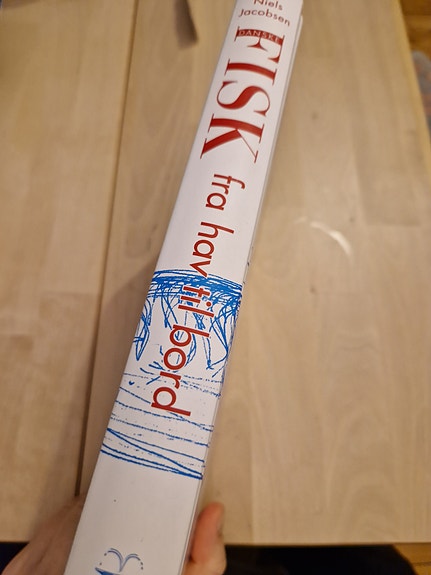 Niels
Jacobsen
DANSKE
FISK
fra hav til bord